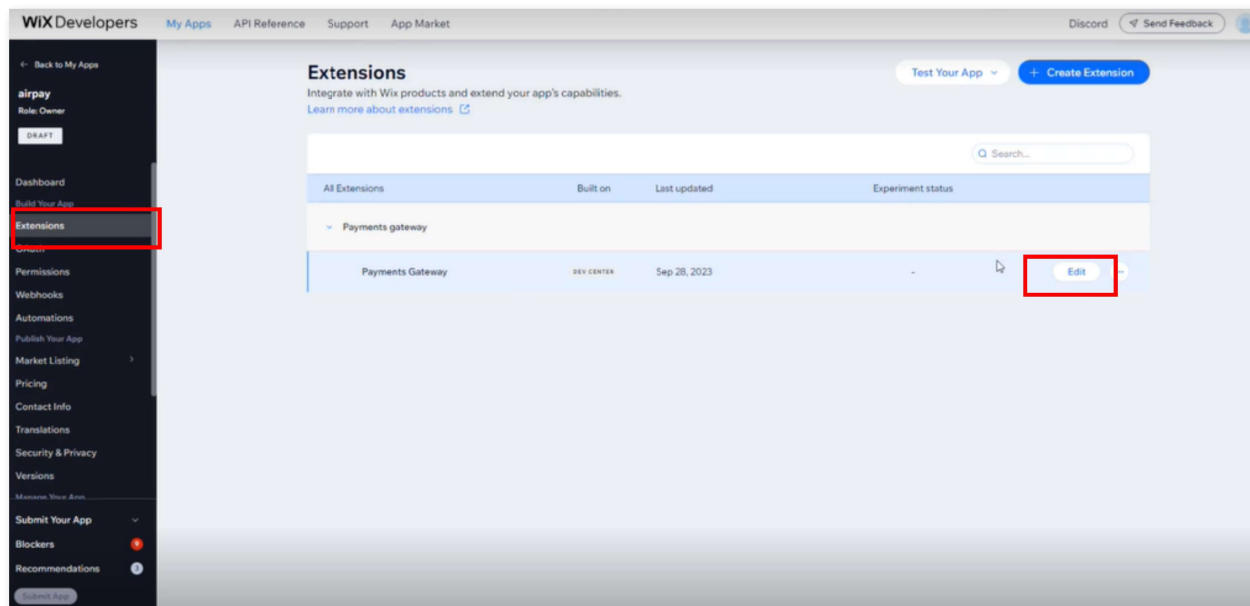 WiX Developers My Apps API Reference Support App Market Discord Send Feedback
← Back to My Apps
airpay
Role: Owner
DRAFT
Dashboard
Build Your App
Extensions
OAuth
Permissions
Webhooks
Automations
Publish Your App
Market Listing
Pricing
Contact Info
Translations
Security & Privacy
Versions
Manage Your App
Submit Your App
Blockers 9
Recommendations 3
Submit App
Extensions
Integrate with Wix products and extend your app's capabilities.
Learn more about extensions
Test Your App
+ Create Extension
Search...
All Extensions Built on Last updated Experiment status
Payments gateway
Payments Gateway DEV CENTER Sep 28, 2023 - Edit